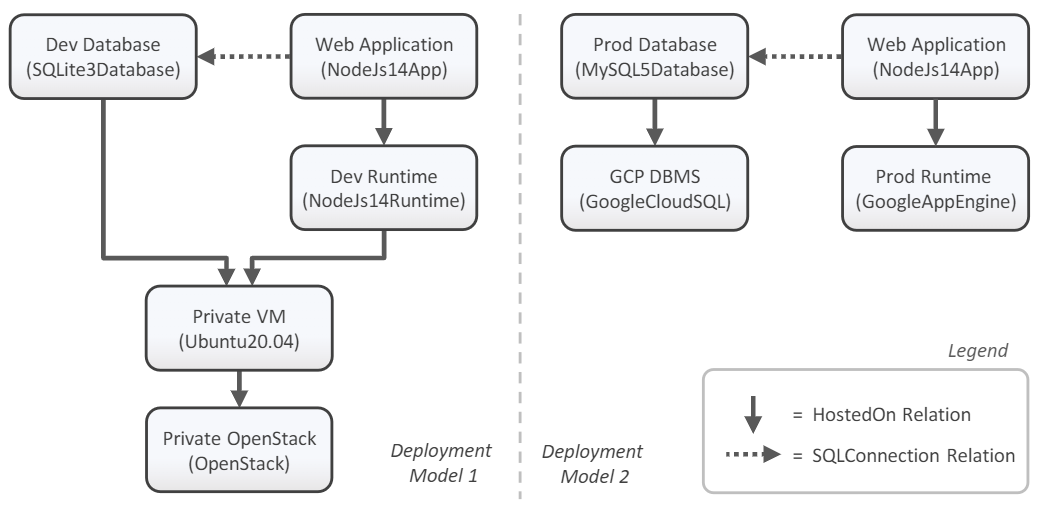 Dev Database
(SQLite3Database)
Web Application
(NodeJs14App)
Dev Runtime
(NodeJs14Runtime)
Private VM
(Ubuntu20.04)
Private OpenStack
(OpenStack)
Deployment
Model 1
Prod Database
(MySQL5Database)
Web Application
(NodeJs14App)
GCP DBMS
(GoogleCloudSQL)
Prod Runtime
(GoogleAppEngine)
Deployment
Model 2
Legend
= HostedOn Relation
= SQLConnection Relation